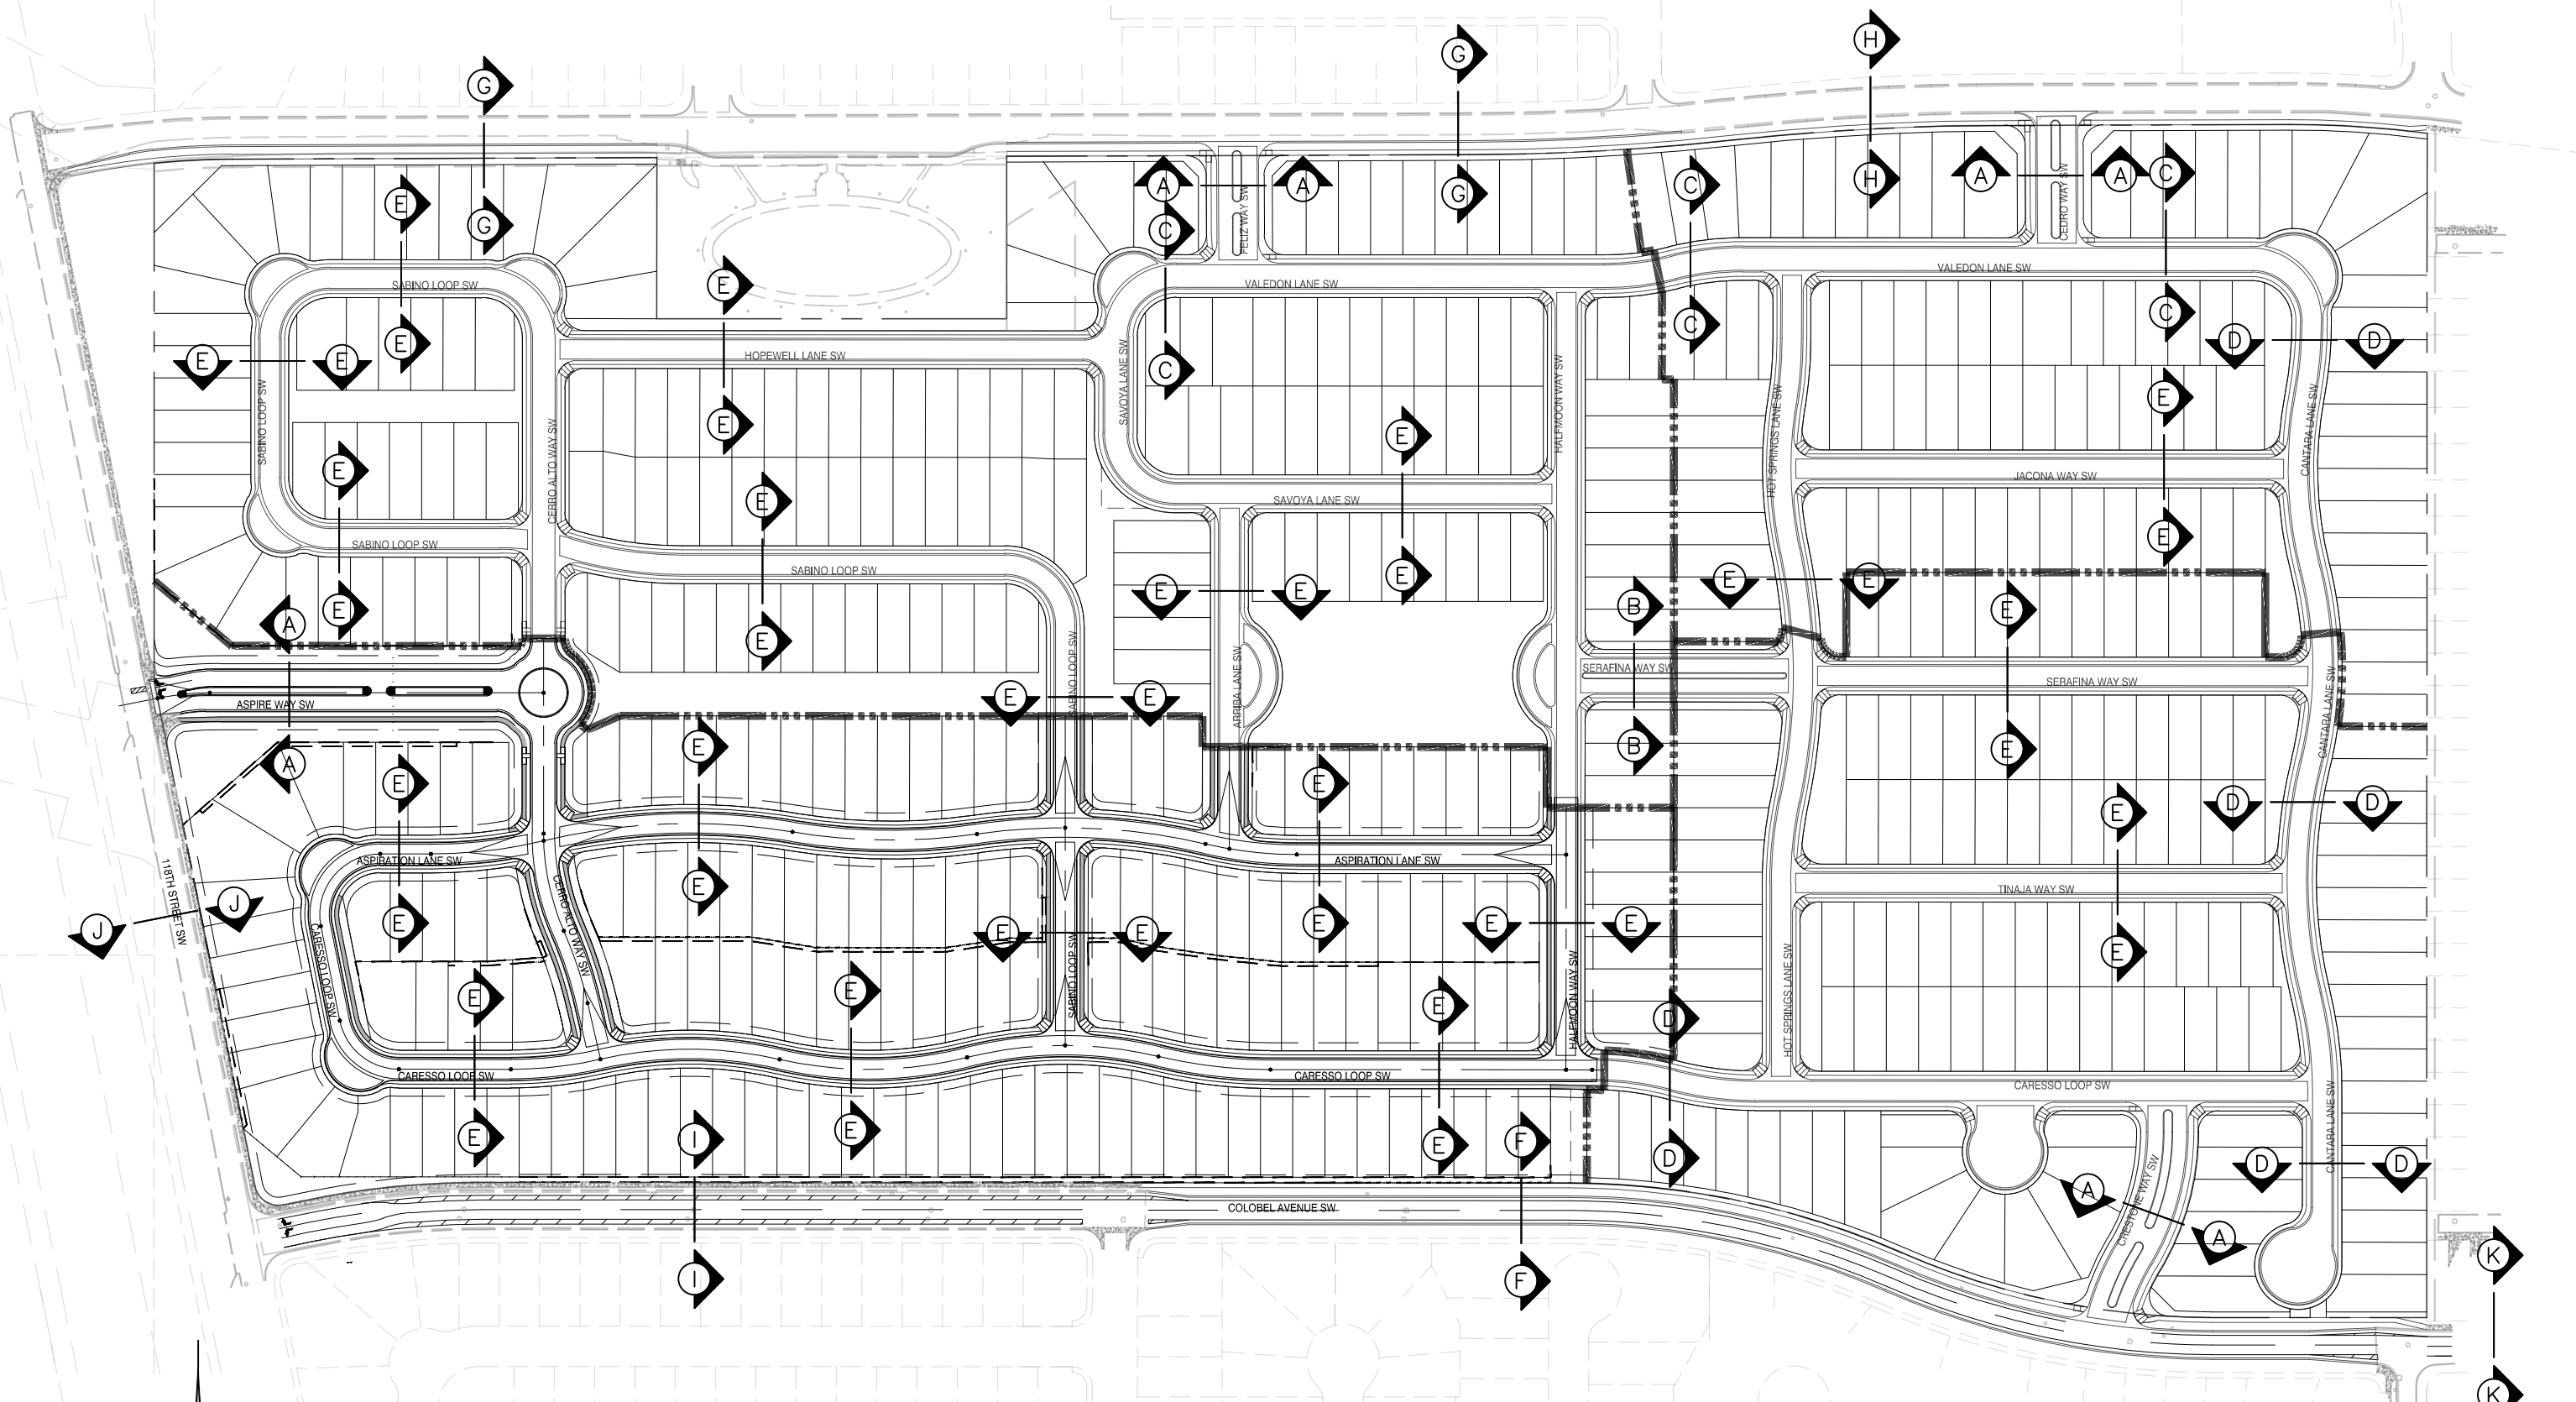 H
G
G
C
A
A
A
A
C
C
H
G
E
G
C
FELIZ WAY SW
CEDRO WAY SW
VALEDON LANE SW
VALEDON LANE SW
SABINO LOOP SW
E
C
C
E
E
E
D
D
HOPEWELL LANE SW
C
SABINO LOOP SW
CERRO ALTO WAY SW
SAVOYA LANE SW
HALFMOON WAY SW
HOT SPRINGS LANE SW
CANTARA LANE SW
E
E
E
E
JACONA WAY SW
E
SAVOYA LANE SW
E
SABINO LOOP SW
SABINO LOOP SW
E
E
E
E
E
E
B
E
E
A
E
SABINO LOOP SW
ARRIBA LANE SW
SERAFINA WAY SW
SERAFINA WAY SW
CANTARA LANE SW
E
E
ASPIRE WAY SW
E
B
E
A
E
E
D
D
E
ASPIRATION LANE SW
ASPIRATION LANE SW
TINAJA WAY SW
118TH STREET SW
CERRO ALTO WAY SW
E
J
J
E
E
E
E
E
E
E
CARESSO LOOP SW
SABINO LOOP SW
HALFMOON WAY SW
HOT SPRINGS LANE SW
E
E
E
D
E
CARESSO LOOP SW
CARESSO LOOP SW
CARESSO LOOP SW
CANTARA LANE SW
E
I
E
E
F
D
D
D
A
CRESTONE WAY SW
A
COLOBEL AVENUE SW
I
F
K
K